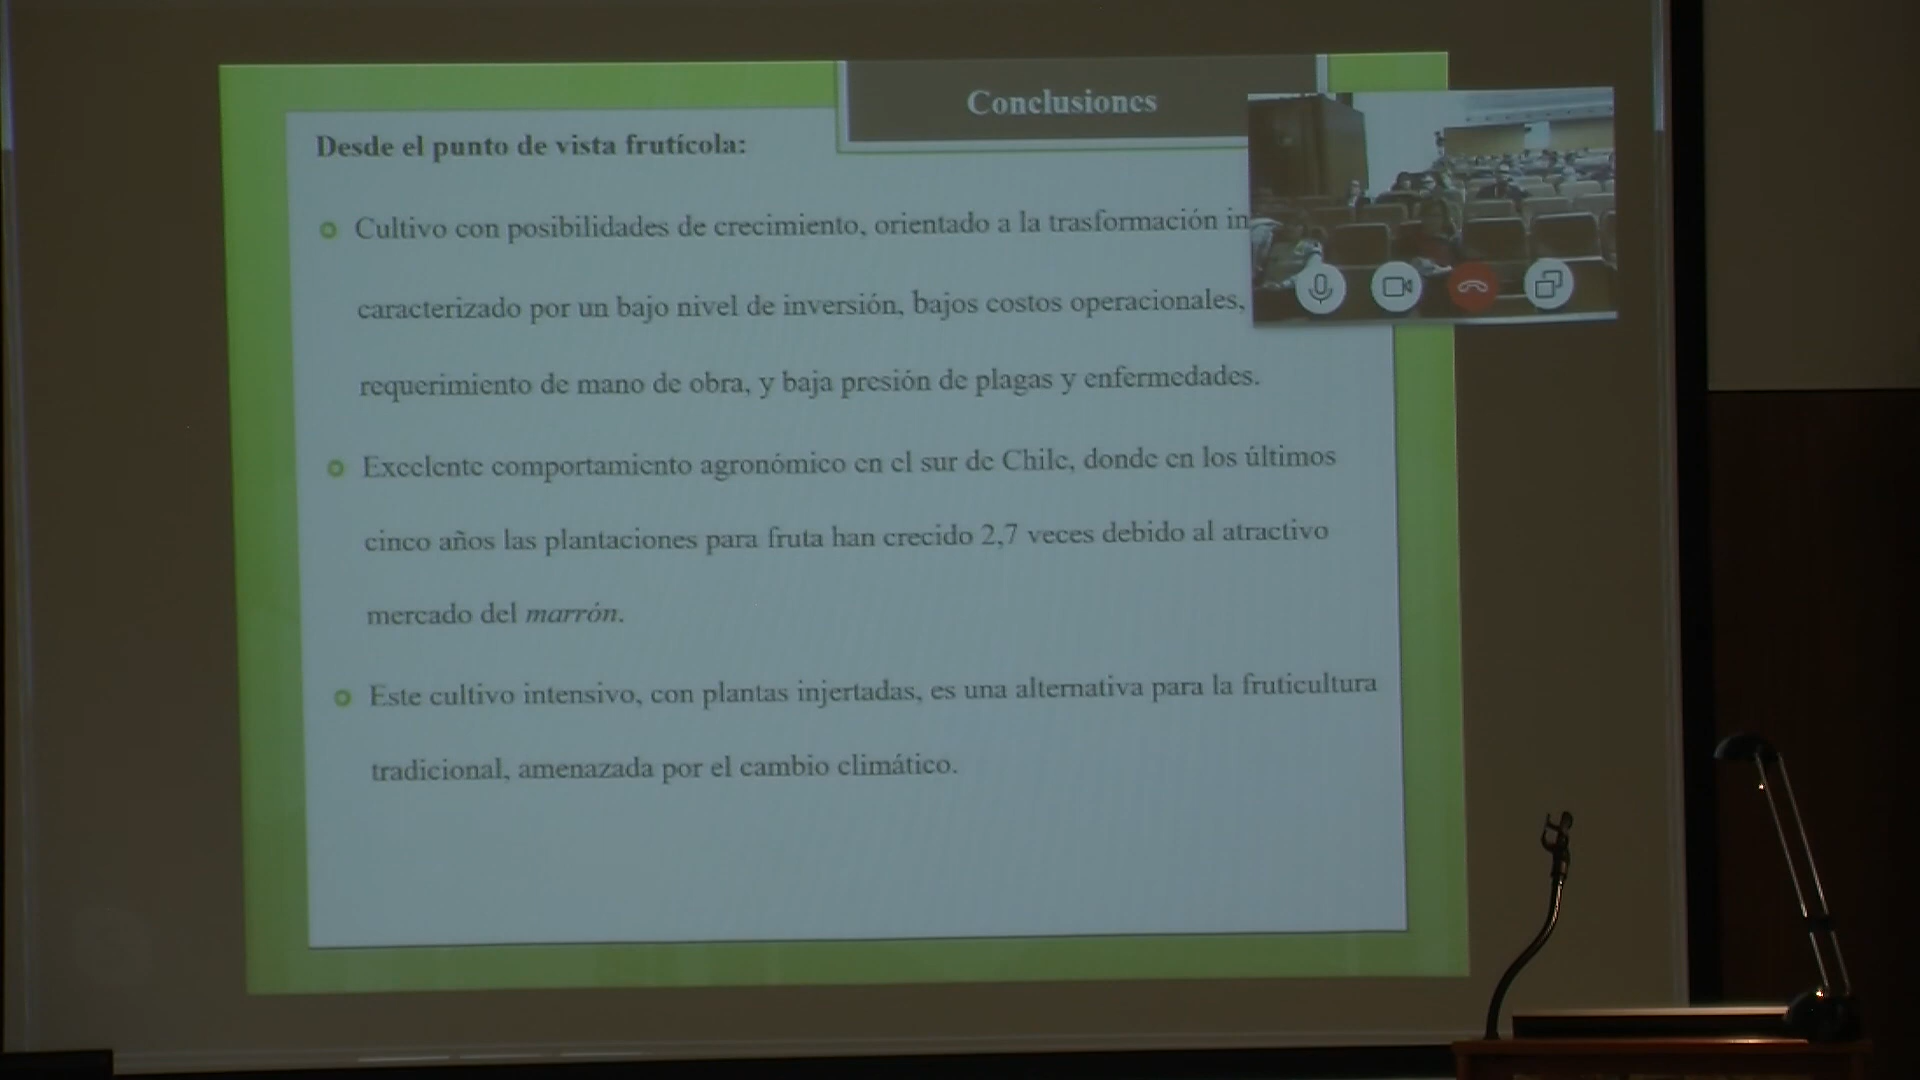 Conclusiones
Desde el punto de vista frutícola:
Cultivo con posibilidades de crecimiento, orientado a la trasformación in
caracterizado por un bajo nivel de inversión, bajos costos operacionales,
requerimiento de mano de obra, y baja presión de plagas y enfermedades.
Excelente comportamiento agronómico en el sur de Chile, donde en los últimos
cinco años las plantaciones para fruta han crecido 2,7 veces debido al atractivo
mercado del marrón.
Este cultivo intensivo, con plantas injertadas, es una alternativa para la fruticultura
tradicional, amenazada por el cambio climático.